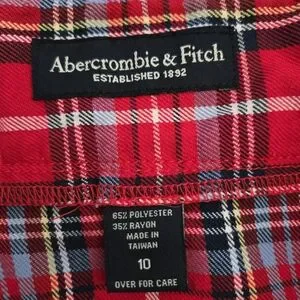 Abercrombie & Fitch
ESTABLISHED 1892
65% POLYESTER
35% RAYON
MADE IN
TAIWAN
10
OVER FOR CARE